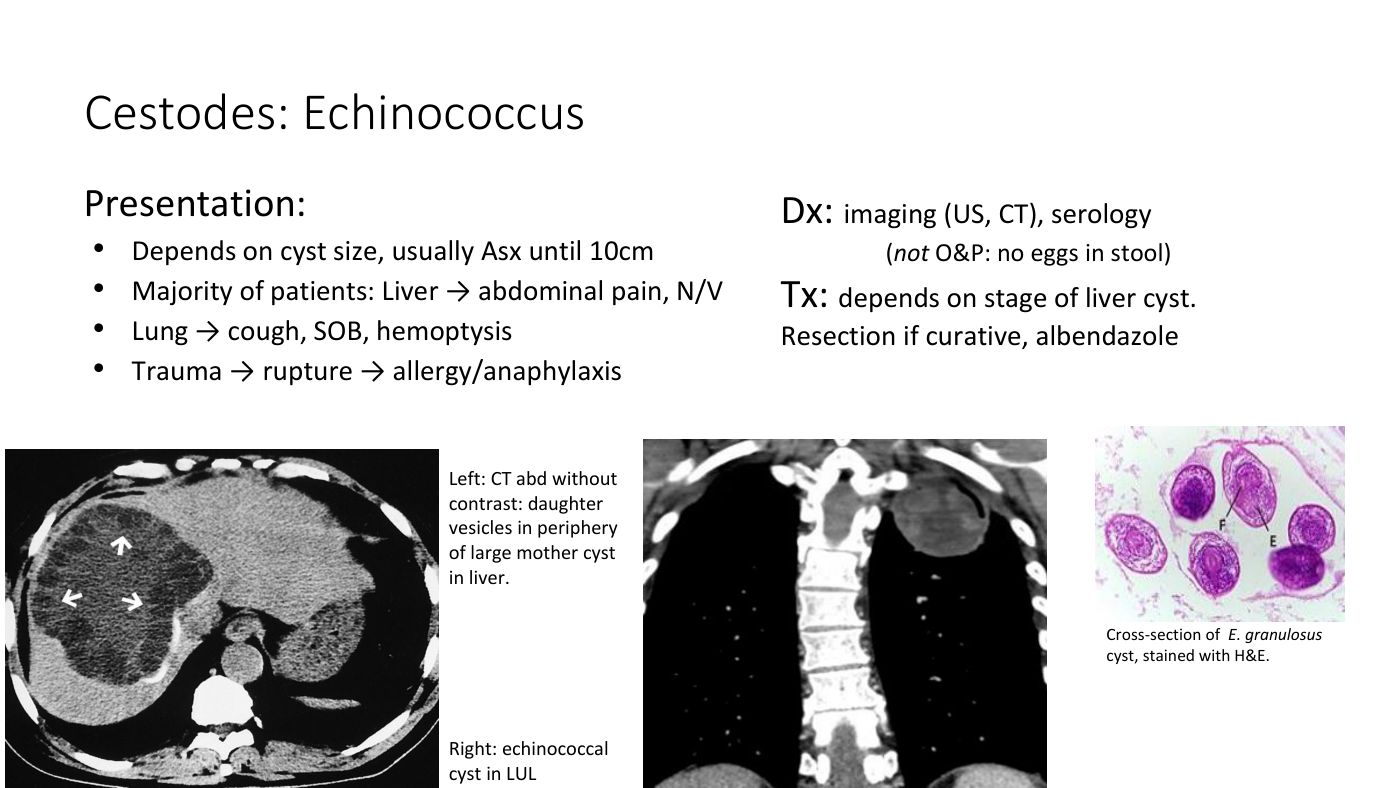 Cestodes: Echinococcus
Presentation:
• Depends on cyst size, usually Asx until 10cm
• Majority of patients: Liver → abdominal pain, N/V
• Lung → cough, SOB, hemoptysis
• Trauma → rupture → allergy/anaphylaxis
Dx: imaging (US, CT), serology
(not O&P: no eggs in stool)
Tx: depends on stage of liver cyst.
Resection if curative, albendazole
Left: CT abd without
contrast: daughter
vesicles in periphery
of large mother cyst
in liver.
Right: echinococcal
cyst in LUL
F
E
Cross-section of E. granulosus
cyst, stained with H&E.